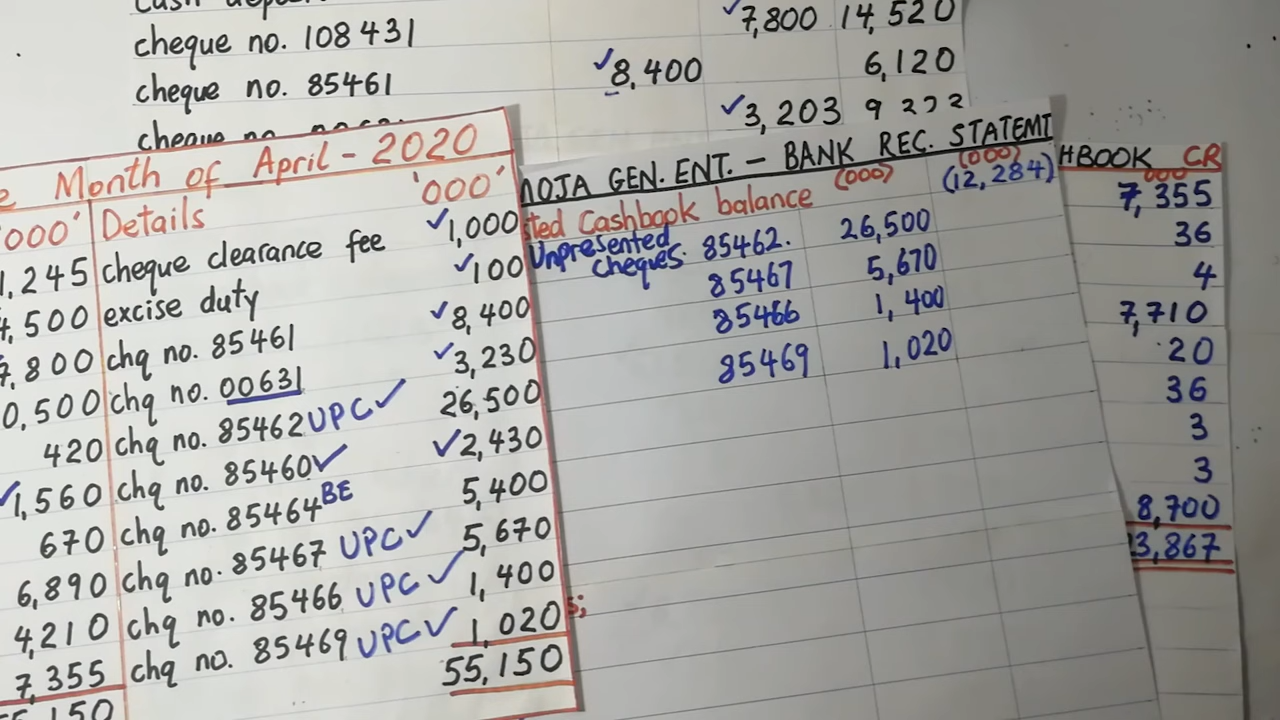 cheque no. 108431 ✓7,800 14,520
cheque no. 85461 ✓8,400 6,120
cheque no. ✓3,203
Month of April - 2020
'000' Details '000'
1,245 cheque clearance fee ✓1,000
4,500 excise duty ✓100
7,800 chq no. 85461 ✓8,400
0,500 chq no. 00631 ✓3,230
420 chq no. 85462 UPC✓ 26,500
✓1,560 chq no. 85460✓ ✓2,430
670 chq no. 85464 BE 5,400
6,890 chq no. 85467 UPC✓ 5,670
4,210 chq no. 85466 UPC✓ 1,400
7,355 chq no. 85469 UPC✓ 1,020
55,150
GEN. ENT. - BANK REC. STATEMT
(000) (000)
Cashbook balance (12,284)
Unpresented cheques. 85462. 26,500
85467 5,670
85466 1,400
85469 1,020
HBOOK CR
000
7,355
36
4
7,710
20
36
3
3
8,700
3,867